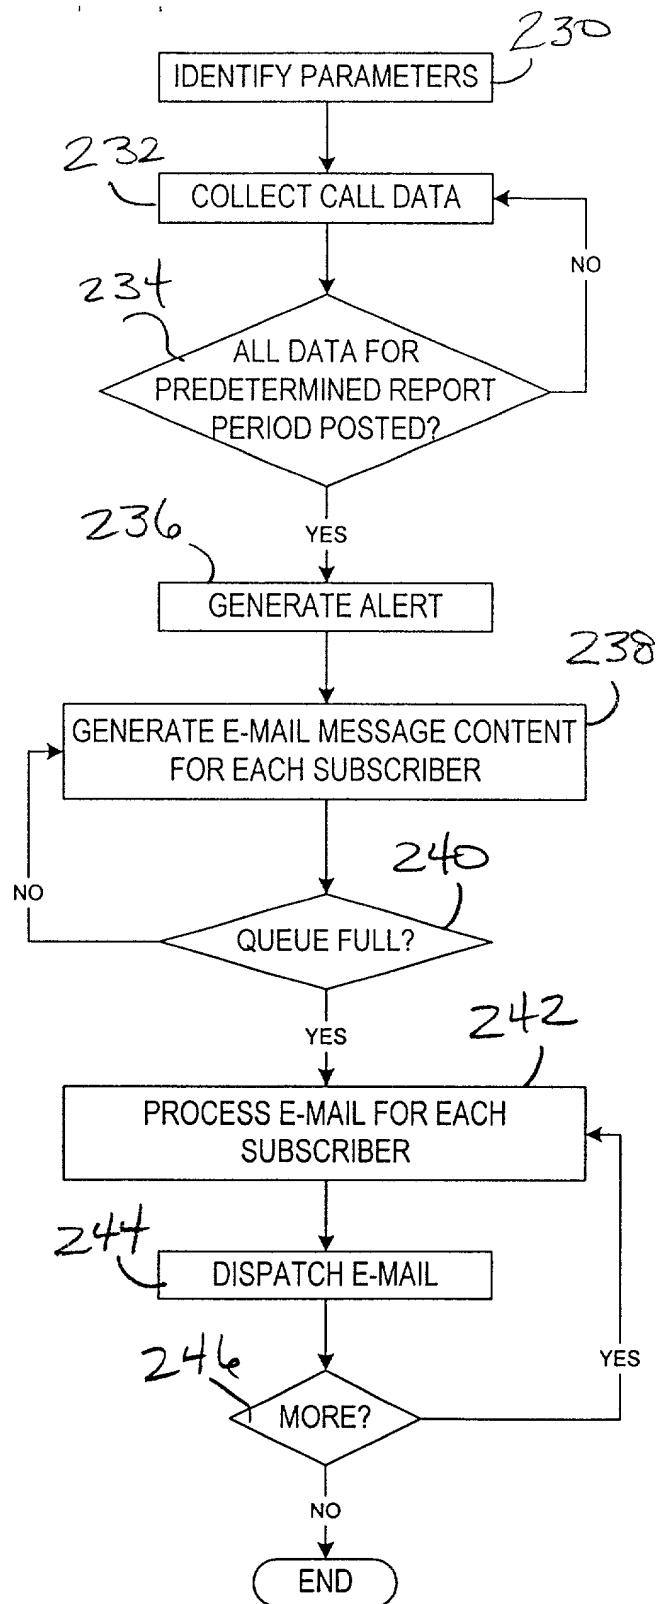 230
IDENTIFY PARAMETERS
232
COLLECT CALL DATA
NO
234
ALL DATA FOR
PREDETERMINED REPORT
PERIOD POSTED?
YES
236
GENERATE ALERT
238
GENERATE E-MAIL MESSAGE CONTENT
FOR EACH SUBSCRIBER
240
NO
QUEUE FULL?
YES
242
PROCESS E-MAIL FOR EACH
SUBSCRIBER
244
DISPATCH E-MAIL
YES
246
MORE?
NO
END